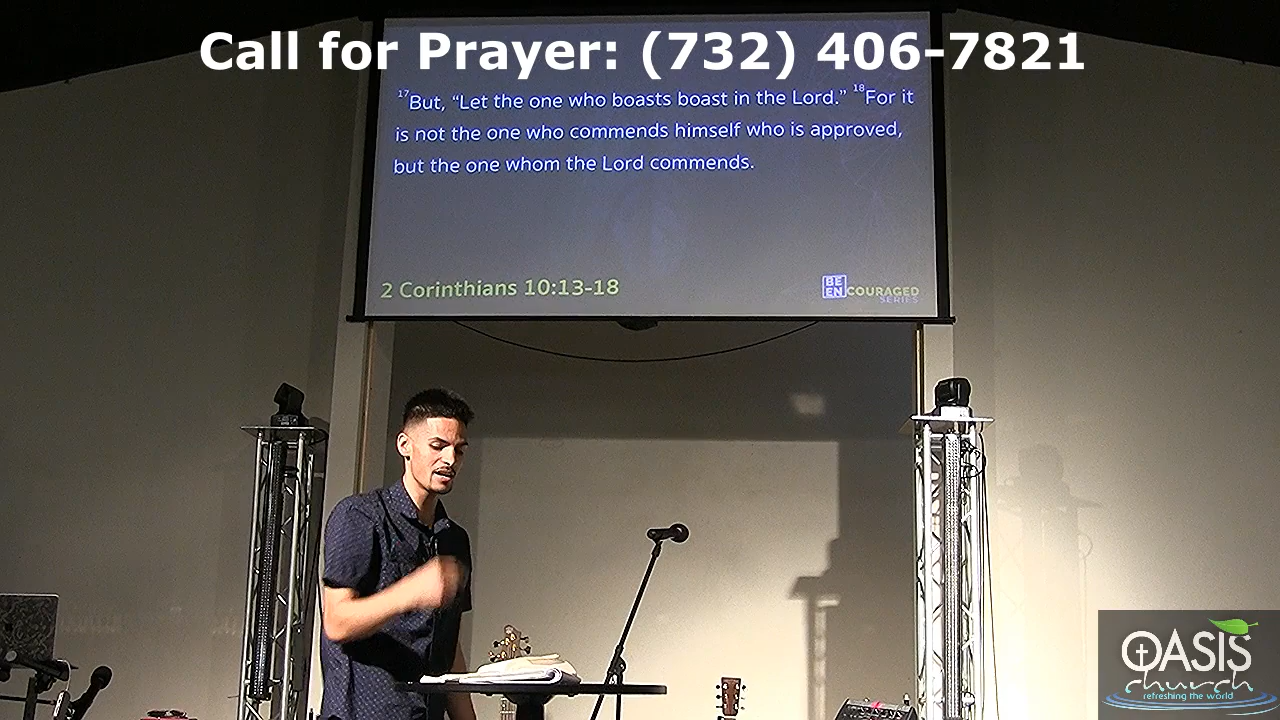 Call for Prayer: (732) 406-7821
¹⁷But, “Let the one who boasts boast in the Lord.” ¹⁸For it
is not the one who commends himself who is approved,
but the one whom the Lord commends.
2 Corinthians 10:13-18
BE
ENCOURAGED
SERIES
OASIS
church
refreshing the world